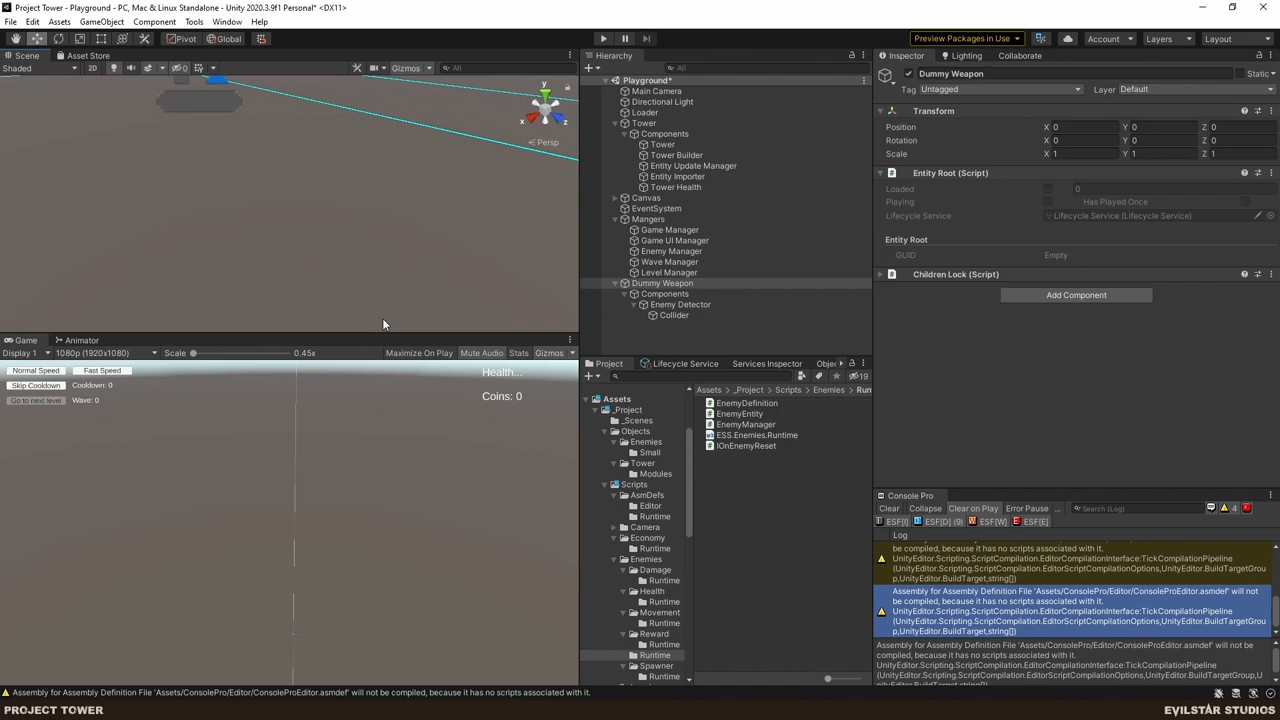 Project Tower - Playground - PC, Mac & Linux Standalone - Unity 2020.3.9f1 Personal* <DX11>
File Edit Assets GameObject Component Tools Window Help
Pivot Global Preview Packages in Use Account Layers Layout
Scene Asset Store
Shaded 2D 0 Gizmos All
y
x z
Persp
Game Animator
Display 1 1080p (1920x1080) Scale 0.45x Maximize On Play Mute Audio Stats Gizmos
Normal Speed Fast Speed Health...
Skip Cooldown Cooldown: 0
Go to next level Wave: 0 Coins: 0
Hierarchy
All
Playground*
Main Camera
Directional Light
Loader
Tower
Components
Tower
Tower Builder
Entity Update Manager
Entity Importer
Tower Health
Canvas
EventSystem
Mangers
Game Manager
Game UI Manager
Enemy Manager
Wave Manager
Level Manager
Dummy Weapon
Components
Enemy Detector
Collider
Project Lifecycle Service Services Inspector Obje
19
Assets
_Project
_Scenes
Objects
Enemies
Small
Tower
Modules
Scripts
AsmDefs
Editor
Runtime
Camera
Economy
Runtime
Enemies
Damage
Runtime
Health
Runtime
Movement
Runtime
Reward
Runtime
Runtime
Spawner
Runtime
Assets _Project Scripts Enemies Run
EnemyDefinition
EnemyEntity
EnemyManager
ESS.Enemies.Runtime
IOnEnemyReset
Inspector Lighting Collaborate
Dummy Weapon Static
Tag Untagged Layer Default
Transform
Position X 0 Y 0 Z 0
Rotation X 0 Y 0 Z 0
Scale X 1 Y 1 Z 1
Entity Root (Script)
Loaded 0
Playing Has Played Once
Lifecycle Service Lifecycle Service (Lifecycle Service)
Entity Root
GUID Empty
Children Lock (Script)
Add Component
Console Pro
Clear Collapse Clear on Play Error Pause ... Search (Log) 4
ESF[I] ESF[D] (9) ESF[W] ESF[E]
Log
be compiled, because it has no scripts associated with it.
UnityEditor.Scripting.ScriptCompilation.EditorCompilationInterface:TickCompilationPipeline
(UnityEditor.Scripting.ScriptCompilation.EditorScriptCompilationOptions,UnityEditor.BuildTargetGrou
p,UnityEditor.BuildTarget,string[])
Assembly for Assembly Definition File 'Assets/ConsolePro/Editor/ConsoleProEditor.asmdef' will not
be compiled, because it has no scripts associated with it.
UnityEditor.Scripting.ScriptCompilation.EditorCompilationInterface:TickCompilationPipeline
(UnityEditor.Scripting.ScriptCompilation.EditorScriptCompilationOptions,UnityEditor.BuildTargetGrou
p,UnityEditor.BuildTarget,string[])
Assembly for Assembly Definition File 'Assets/ConsolePro/Editor/ConsoleProEditor.asmdef' will not
be compiled, because it has no scripts associated with it.
UnityEditor.Scripting.ScriptCompilation.EditorCompilationInterface:TickCompilationPipeline
(UnityEditor.Scripting.ScriptCompilation.EditorScriptCompilationOptions,UnityEditor.BuildTargetGrou
Assembly for Assembly Definition File 'Assets/ConsolePro/Editor/ConsoleProEditor.asmdef' will not be compiled, because it has no scripts associated with it.
PROJECT TOWER EVILSTAR STUDIOS